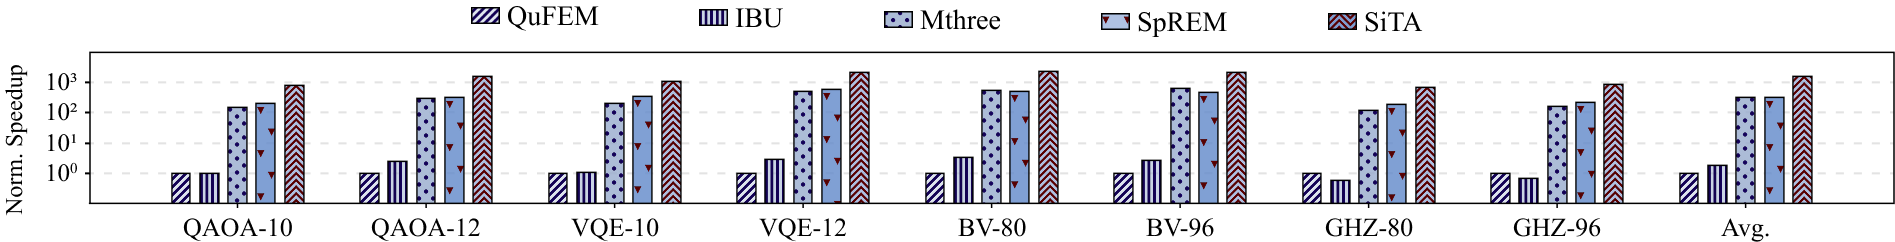 QuFEM IBU Mthree SpREM SiTA
Norm. Speedup
10³
10²
10¹
10⁰
QAOA-10 QAOA-12 VQE-10 VQE-12 BV-80 BV-96 GHZ-80 GHZ-96 Avg.